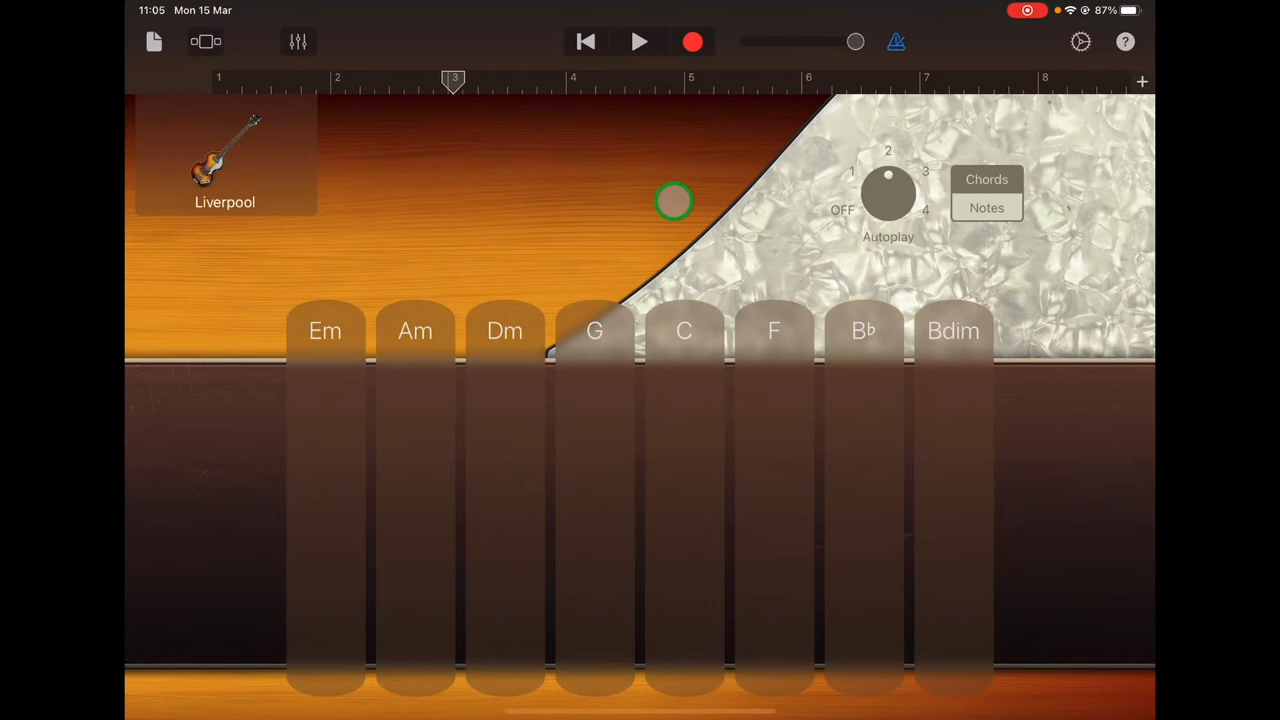 11:05 Mon 15 Mar
87%
?
1 2 3 4 5 6 7 8 +
Liverpool
OFF 1 2 3 4
Autoplay
Chords
Notes
Em Am Dm G C F B♭ Bdim